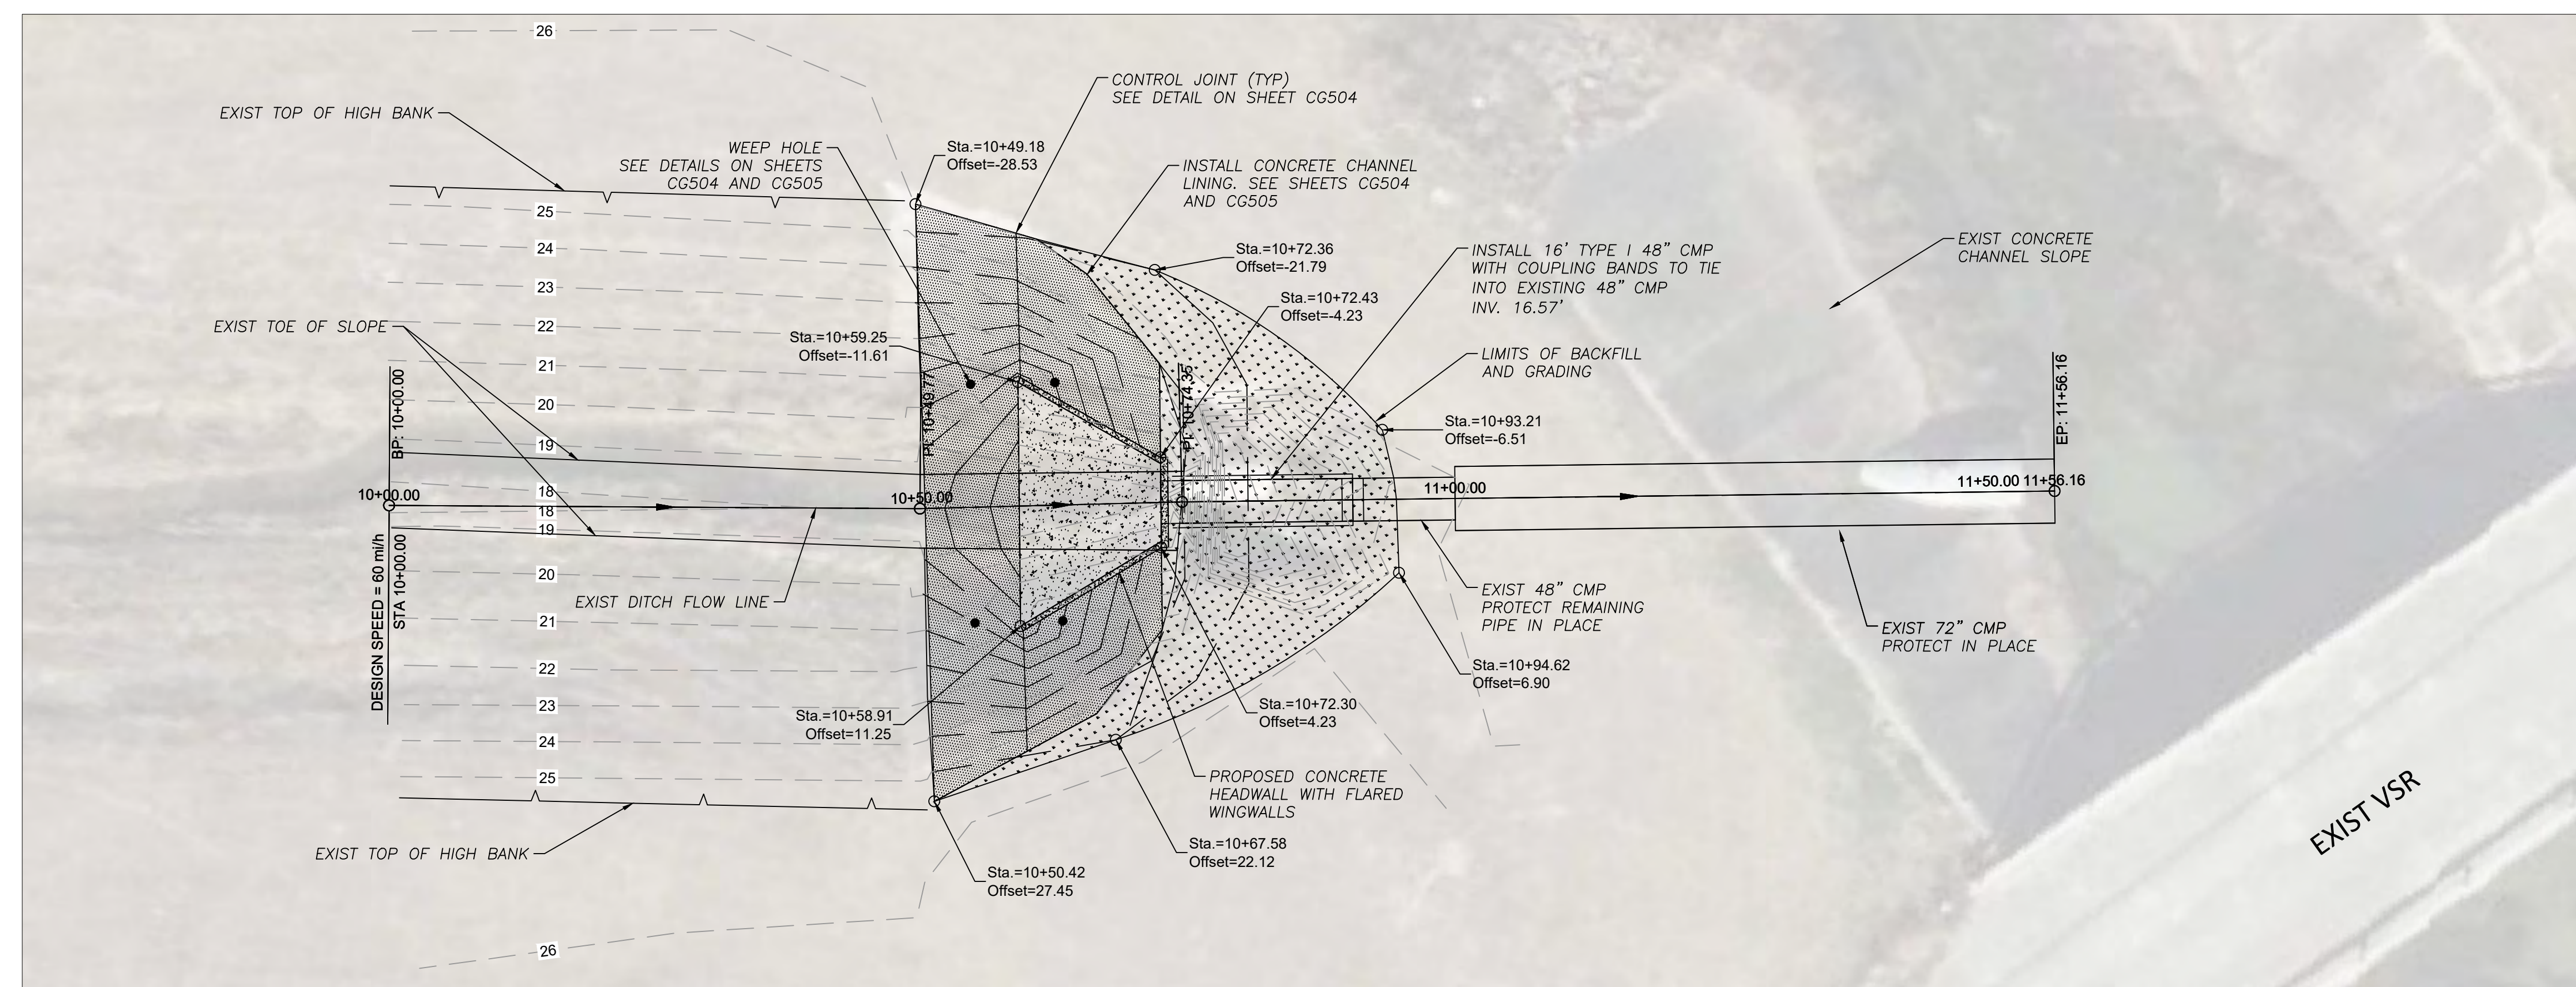 26
CONTROL JOINT (TYP)
SEE DETAIL ON SHEET CG504
EXIST TOP OF HIGH BANK
WEEP HOLE
SEE DETAILS ON SHEETS
CG504 AND CG505
Sta.=10+49.18
Offset=-28.53
INSTALL CONCRETE CHANNEL
LINING. SEE SHEETS CG504
AND CG505
25
24
23
22
21
20
19
18
18
19
20
21
22
23
24
25
26
Sta.=10+72.36
Offset=-21.79
INSTALL 16' TYPE I 48" CMP
WITH COUPLING BANDS TO TIE
INTO EXISTING 48" CMP
INV. 16.57'
EXIST CONCRETE
CHANNEL SLOPE
Sta.=10+72.43
Offset=-4.23
EXIST TOE OF SLOPE
Sta.=10+59.25
Offset=-11.61
LIMITS OF BACKFILL
AND GRADING
BP: 10+00.00
PI: 10+49.77
PI: 10+74.35
EP: 11+56.16
Sta.=10+93.21
Offset=-6.51
10+00.00
10+50.00
11+00.00
11+50.00 11+56.16
DESIGN SPEED = 60 mi/h
STA 10+00.00
EXIST DITCH FLOW LINE
EXIST 48" CMP
PROTECT REMAINING
PIPE IN PLACE
EXIST 72" CMP
PROTECT IN PLACE
Sta.=10+94.62
Offset=6.90
Sta.=10+58.91
Offset=11.25
Sta.=10+72.30
Offset=4.23
PROPOSED CONCRETE
HEADWALL WITH FLARED
WINGWALLS
EXIST VSR
EXIST TOP OF HIGH BANK
Sta.=10+67.58
Offset=22.12
Sta.=10+50.42
Offset=27.45